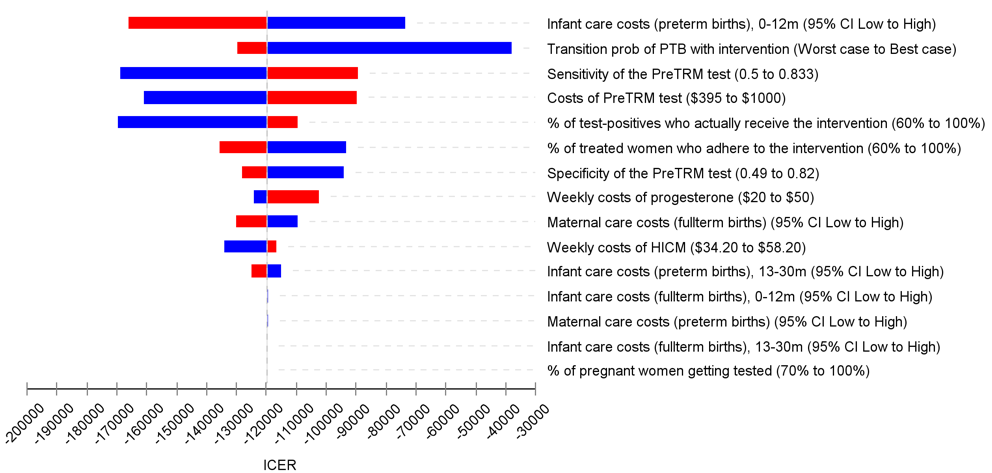 Infant care costs (preterm births), 0-12m (95% CI Low to High)
Transition prob of PTB with intervention (Worst case to Best case)
Sensitivity of the PreTRM test (0.5 to 0.833)
Costs of PreTRM test ($395 to $1000)
% of test-positives who actually receive the intervention (60% to 100%)
% of treated women who adhere to the intervention (60% to 100%)
Specificity of the PreTRM test (0.49 to 0.82)
Weekly costs of progesterone ($20 to $50)
Maternal care costs (fullterm births) (95% CI Low to High)
Weekly costs of HICM ($34.20 to $58.20)
Infant care costs (preterm births), 13-30m (95% CI Low to High)
Infant care costs (fullterm births), 0-12m (95% CI Low to High)
Maternal care costs (preterm births) (95% CI Low to High)
Infant care costs (fullterm births), 13-30m (95% CI Low to High)
% of pregnant women getting tested (70% to 100%)
-200000 -190000 -180000 -170000 -160000 -150000 -140000 -130000 -120000 -110000 -100000 -90000 -80000 -70000 -60000 -50000 -40000 -30000
ICER